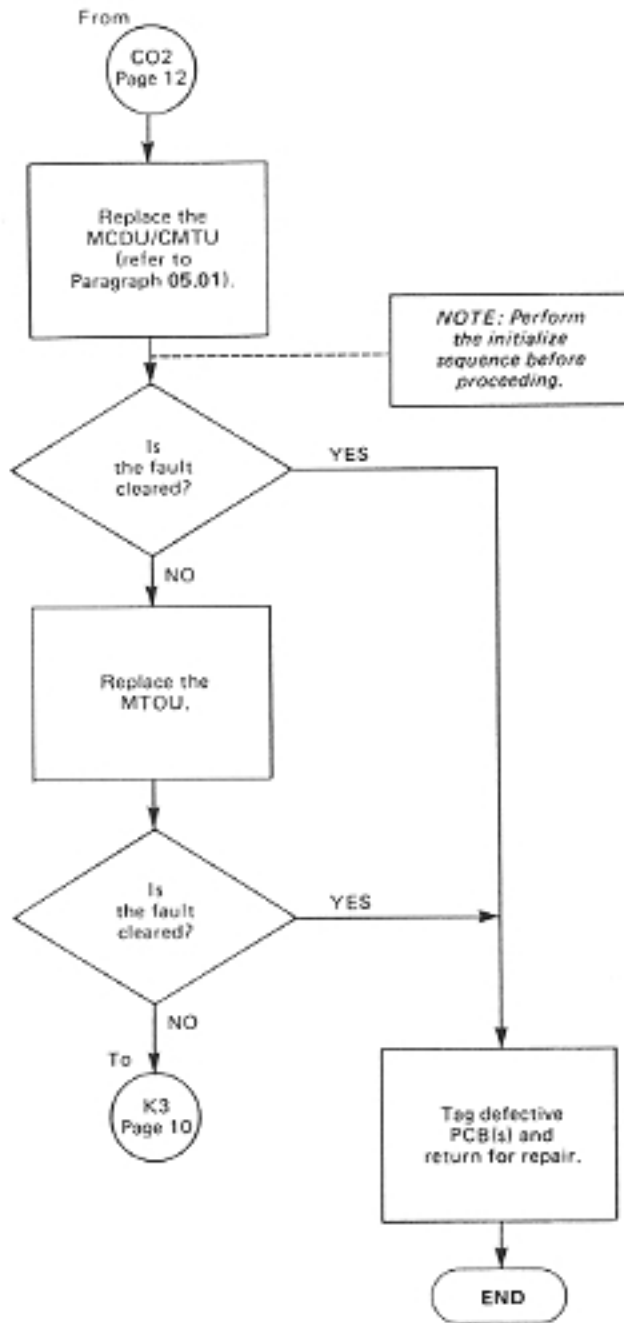 From
CO2
Page 12
Replace the
MCDU/CMTU
(refer to
Paragraph 05.01).
NOTE: Perform
the initialize
sequence before
proceeding.
Is
the fault
cleared?
YES
NO
Replace the
MTOU.
Is
the fault
cleared?
YES
NO
To
K3
Page 10
Tag defective
PCB(s) and
return for repair.
END